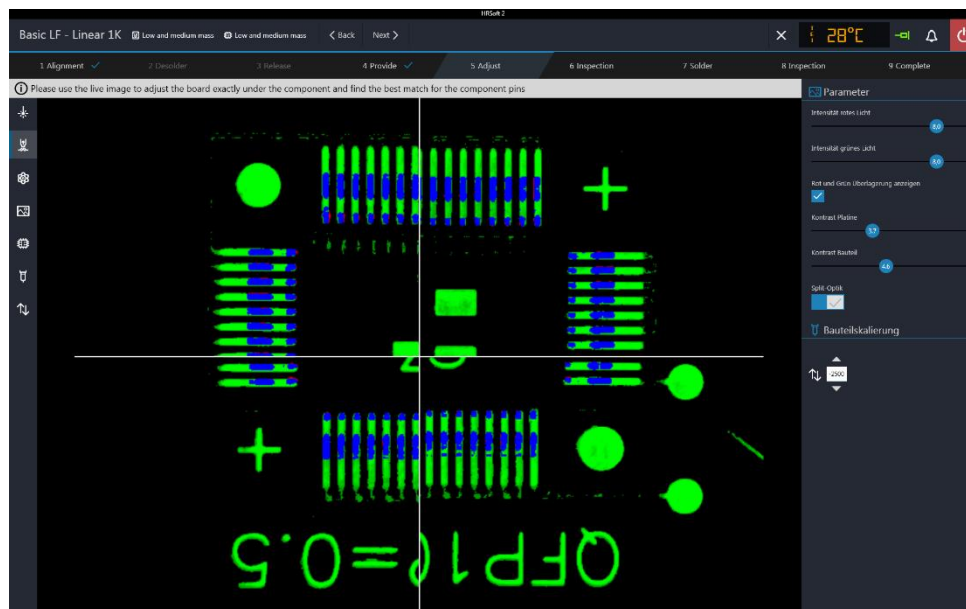 HRSoft 2
Basic LF - Linear 1K Low and medium mass Low and medium mass < Back Next > 28°C
1 Alignment 2 Desolder 3 Release 4 Provide 5 Adjust 6 Inspection 7 Solder 8 Inspection 9 Complete
Please use the live image to adjust the board exactly under the component and find the best match for the component pins
Parameter
Intensität rotes Licht
8,0
Intensität grünes Licht
8,0
Rot und Grün Überlagerung anzeigen
Kontrast Platine
3,7
Kontrast Bauteil
4,6
Split-Optik
Bauteilskalierung
-2500
QFP10=0.5